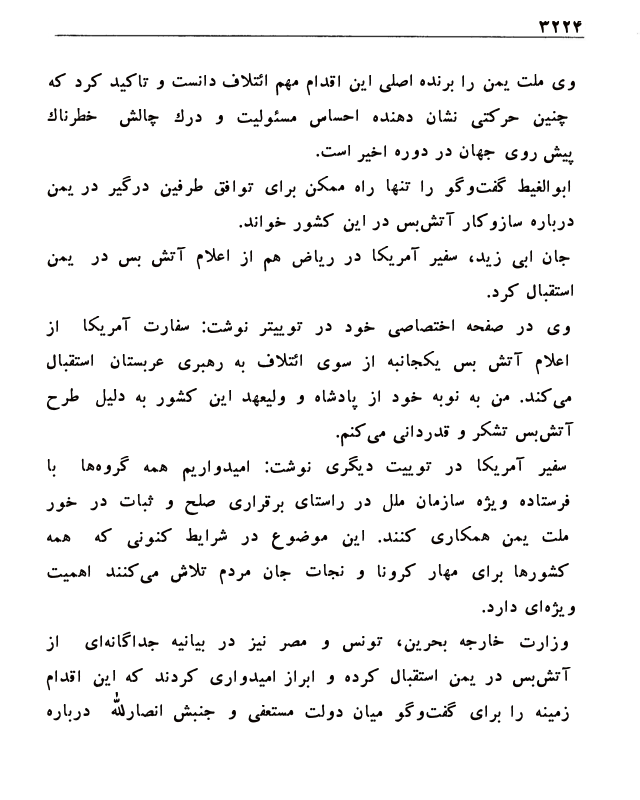 ۳۲۲۴
وی ملت یمن را برنده اصلی این اقدام مهم ائتلاف دانست و تاکید کرد که
چنین حرکتی نشان دهنده احساس مسئولیت و درك چالش خطرناك
پیش روی جهان در دوره اخیر است.
ابوالغیط گفت‌وگو را تنها راه ممکن برای توافق طرفین درگیر در یمن
درباره سازوکار آتش‌بس در این کشور خواند.
جان ابی زید، سفیر آمریکا در ریاض هم از اعلام آتش بس در یمن
استقبال کرد.
وی در صفحه اختصاصی خود در توییتر نوشت: سفارت آمریکا از
اعلام آتش بس یکجانبه از سوی ائتلاف به رهبری عربستان استقبال
می‌کند. من به نوبه خود از پادشاه و ولیعهد این کشور به دلیل طرح
آتش‌بس تشکر و قدردانی می‌کنم.
سفیر آمریکا در توییت دیگری نوشت: امیدواریم همه گروه‌ها با
فرستاده ویژه سازمان ملل در راستای برقراری صلح و ثبات در خور
ملت یمن همکاری کنند. این موضوع در شرایط کنونی که همه
کشورها برای مهار کرونا و نجات جان مردم تلاش می‌کنند اهمیت
ویژه‌ای دارد.
وزارت خارجه بحرین، تونس و مصر نیز در بیانیه جداگانه‌ای از
آتش‌بس در یمن استقبال کرده و ابراز امیدواری کردند که این اقدام
زمینه را برای گفت‌وگو میان دولت مستعفی و جنبش انصارلله درباره